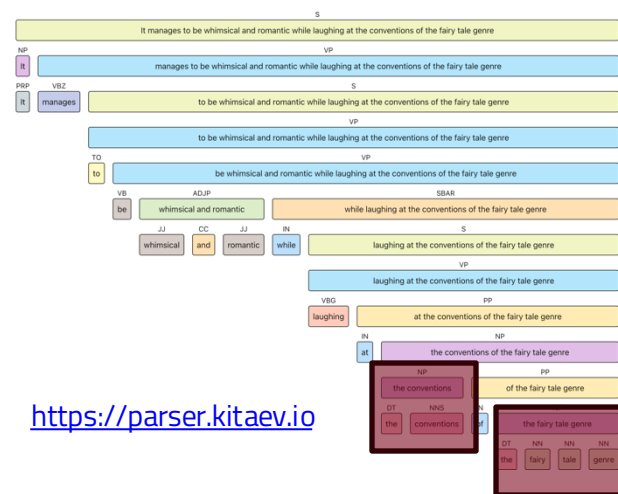 S
It manages to be whimsical and romantic while laughing at the conventions of the fairy tale genre
NP VP
It manages to be whimsical and romantic while laughing at the conventions of the fairy tale genre
PRP VBZ S
It manages to be whimsical and romantic while laughing at the conventions of the fairy tale genre
VP
to be whimsical and romantic while laughing at the conventions of the fairy tale genre
TO VP
to be whimsical and romantic while laughing at the conventions of the fairy tale genre
VB ADJP SBAR
be whimsical and romantic while laughing at the conventions of the fairy tale genre
JJ CC JJ IN S
whimsical and romantic while laughing at the conventions of the fairy tale genre
VP
laughing at the conventions of the fairy tale genre
VBG PP
laughing at the conventions of the fairy tale genre
IN NP
at the conventions of the fairy tale genre
NP PP
the conventions of the fairy tale genre
DT NNS
the conventions of the fairy tale genre
DT NN NN NN
the fairy tale genre
https://parser.kitaev.io